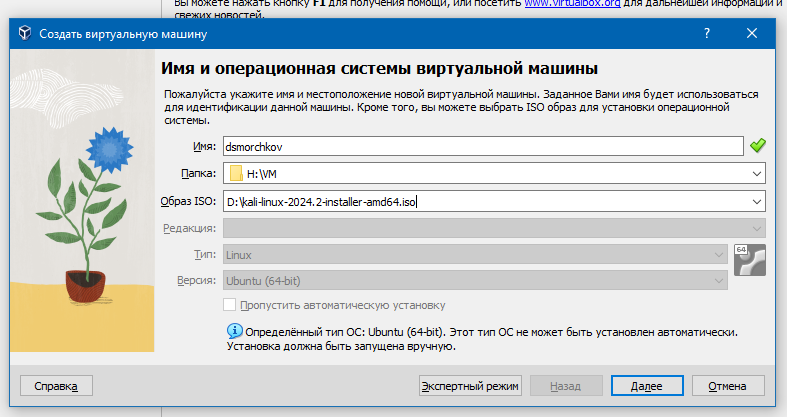 Вы можете нажать кнопку F1 для получения помощи, или посетить www.virtualbox.org для дальнейшей информации и
свежих новостей.
Создать виртуальную машину
Имя и операционная системы виртуальной машины
Пожалуйста укажите имя и местоположение новой виртуальной машины. Заданное Вами имя будет использоваться
для идентификации данной машины. Кроме того, вы можете выбрать ISO образ для установки операционной
системы.
Имя: dsmorchkov
Папка: H:\VM
Образ ISO: D:\kali-linux-2024.2-installer-amd64.iso
Редакция:
Тип: Linux
64
Версия: Ubuntu (64-bit)
Пропустить автоматическую установку
Определённый тип ОС: Ubuntu (64-bit). Этот тип ОС не может быть установлен автоматически.
Установка должна быть запущена вручную.
Справка Экспертный режим Назад Далее Отмена